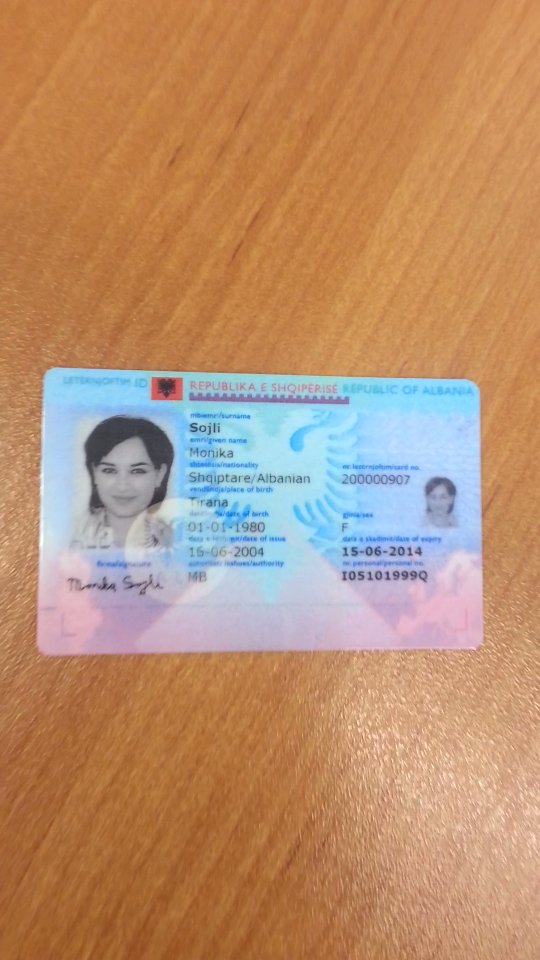 LETËRNJOFTIM ID REPUBLIKA E SHQIPËRISË REPUBLIC OF ALBANIA
mbiemri/surname
Sojli
emri/given name
Monika
shtetësia/nationality
Shqiptare/Albanian
nr. letërnjoftimi/card no.
200000907
vendlindja/place of birth
Tirana
datëlindja/date of birth
01-01-1980
gjinia/sex
F
data e lëshimit/date of issue
16-06-2004
data e skadimit/date of expiry
15-06-2014
autoriteti lëshues/authority
MB
nr. personal/personal no.
I05101999Q
firma/signature
Monika Sojli